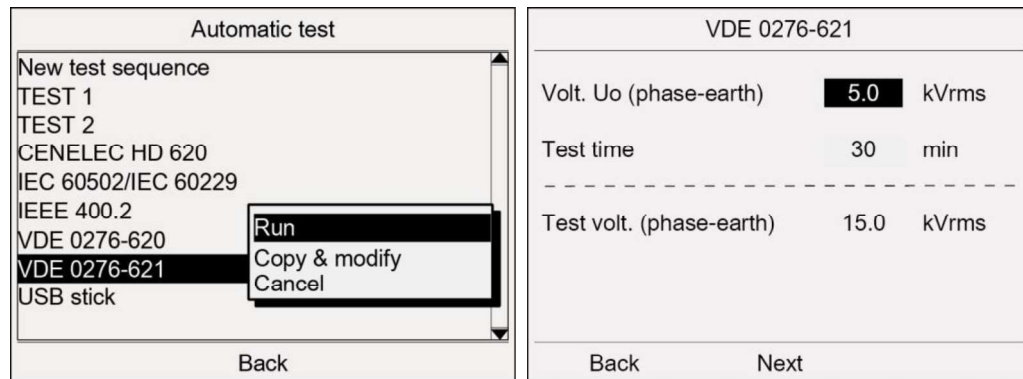 Automatic test
New test sequence
TEST 1
TEST 2
CENELEC HD 620
IEC 60502/IEC 60229
IEEE 400.2
VDE 0276-620
VDE 0276-621
USB stick
Run
Copy & modify
Cancel
Back
VDE 0276-621
Volt. Uo (phase-earth) 5.0 kVrms
Test time 30 min
Test volt. (phase-earth) 15.0 kVrms
Back Next